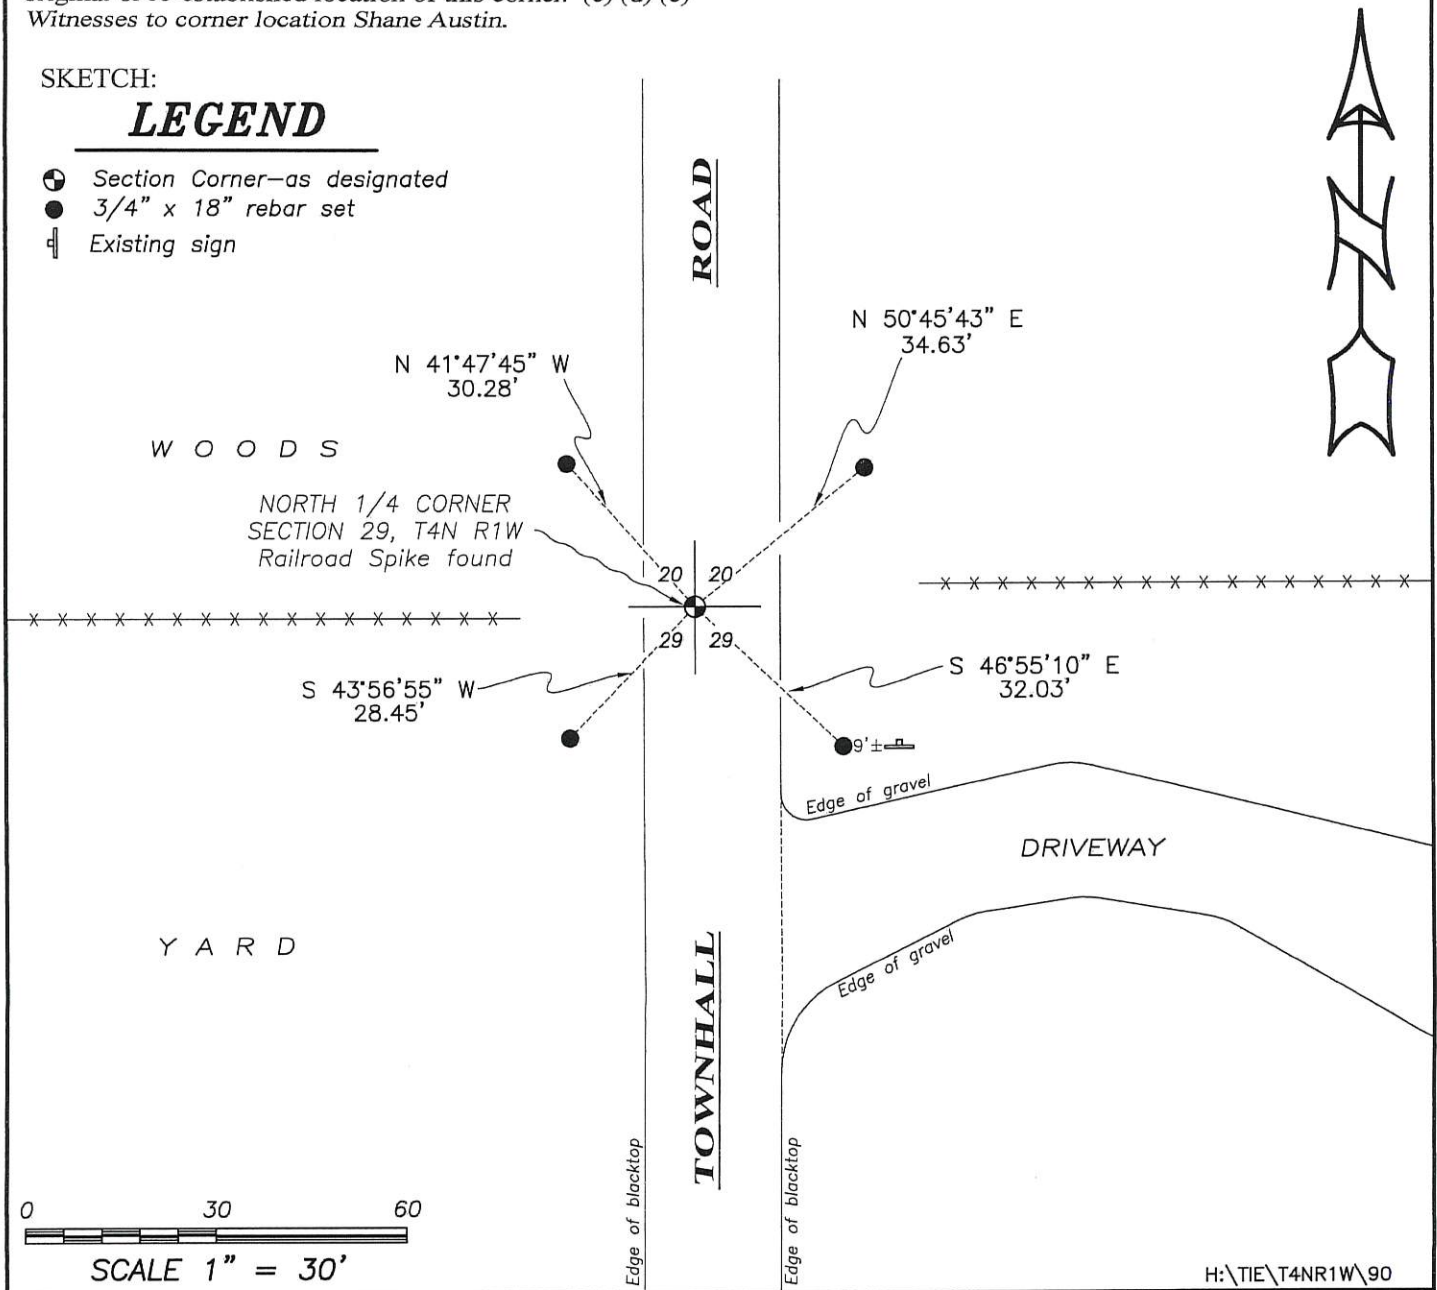 Witnesses to corner location Shane Austin.
SKETCH:
LEGEND
Section Corner—as designated
3/4" x 18" rebar set
Existing sign
ROAD
N
N 50°45'43" E
34.63'
N 41°47'45" W
30.28'
W O O D S
NORTH 1/4 CORNER
SECTION 29, T4N R1W
Railroad Spike found
20 20
29 29
S 43°56'55" W
28.45'
S 46°55'10" E
32.03'
9'±
Edge of gravel
DRIVEWAY
Y A R D
Edge of gravel
TOWNHALL
Edge of blacktop
Edge of blacktop
0 30 60
SCALE 1" = 30'
H:\TIE\T4NR1W\90